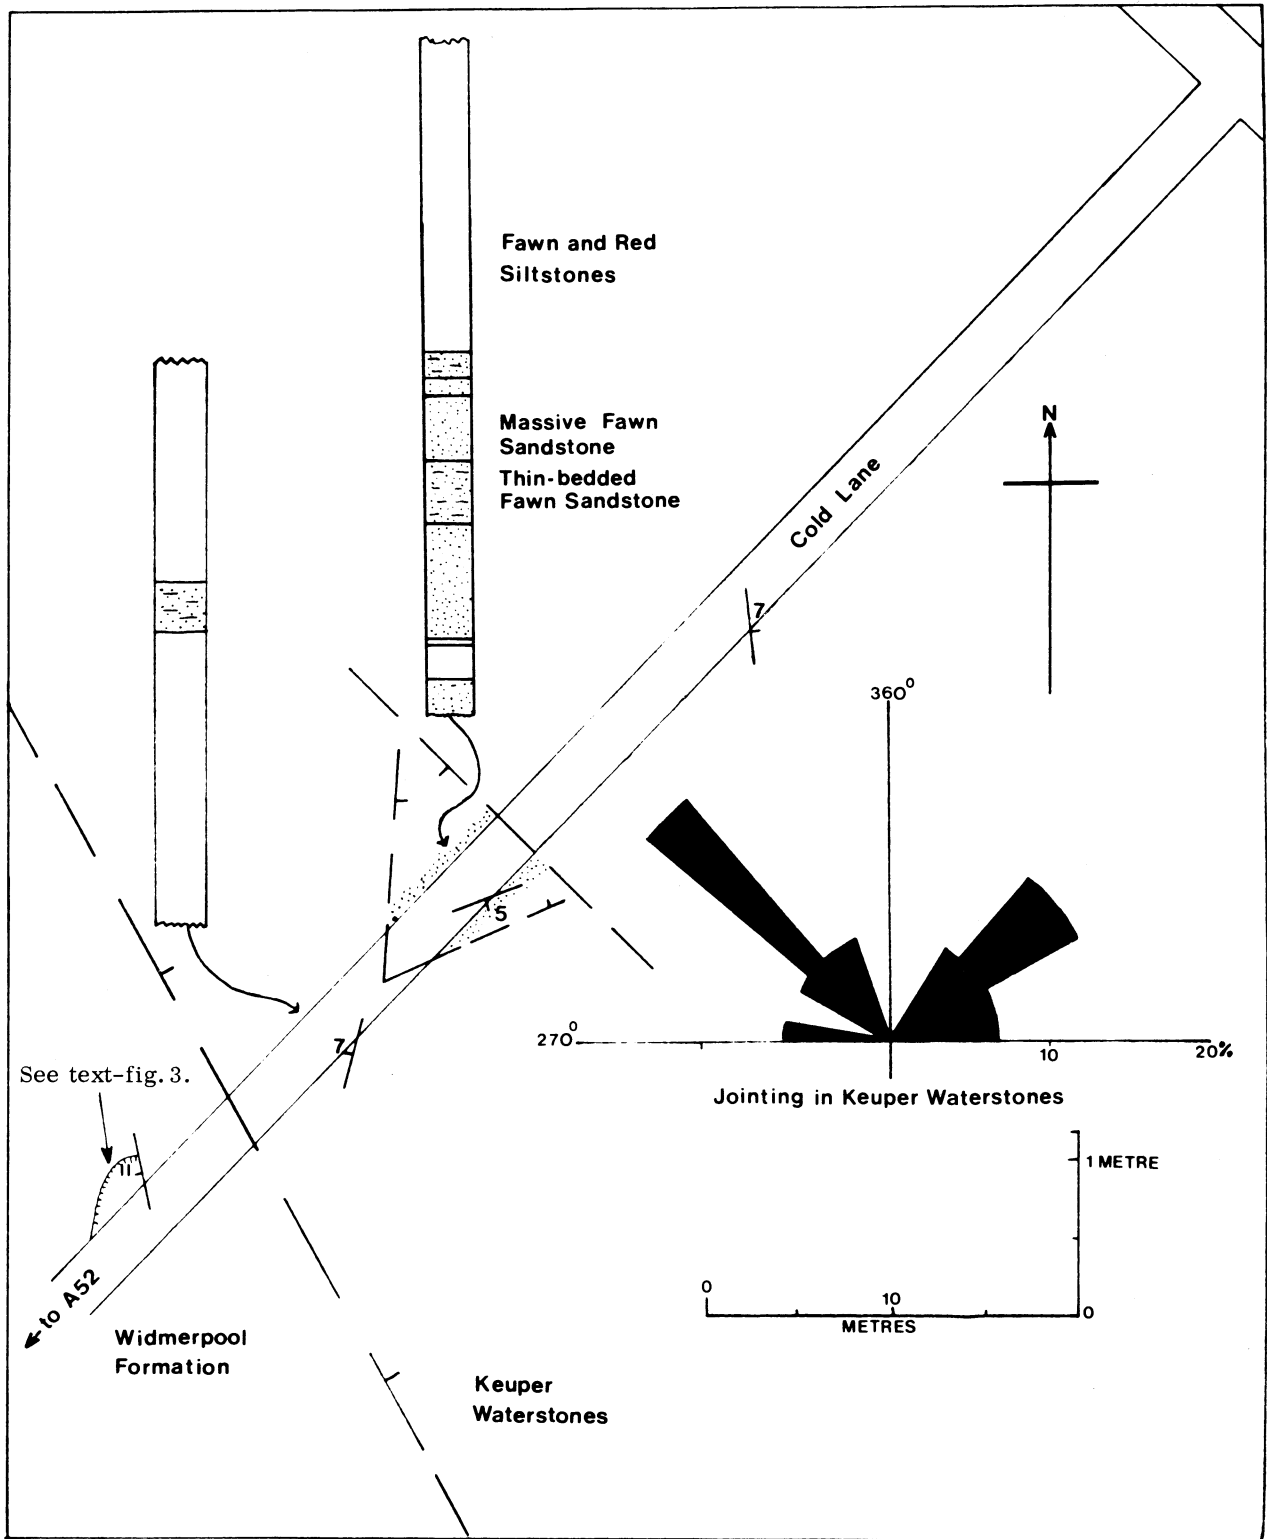 Fawn and Red
Siltstones
Massive Fawn
Sandstone
Thin-bedded
Fawn Sandstone
Cold Lane
N
7
360°
5
7
270°
10
20%
Jointing in Keuper Waterstones
See text-fig. 3.
11
1 METRE
0
0
10
METRES
← to A52
Widmerpool
Formation
Keuper
Waterstones